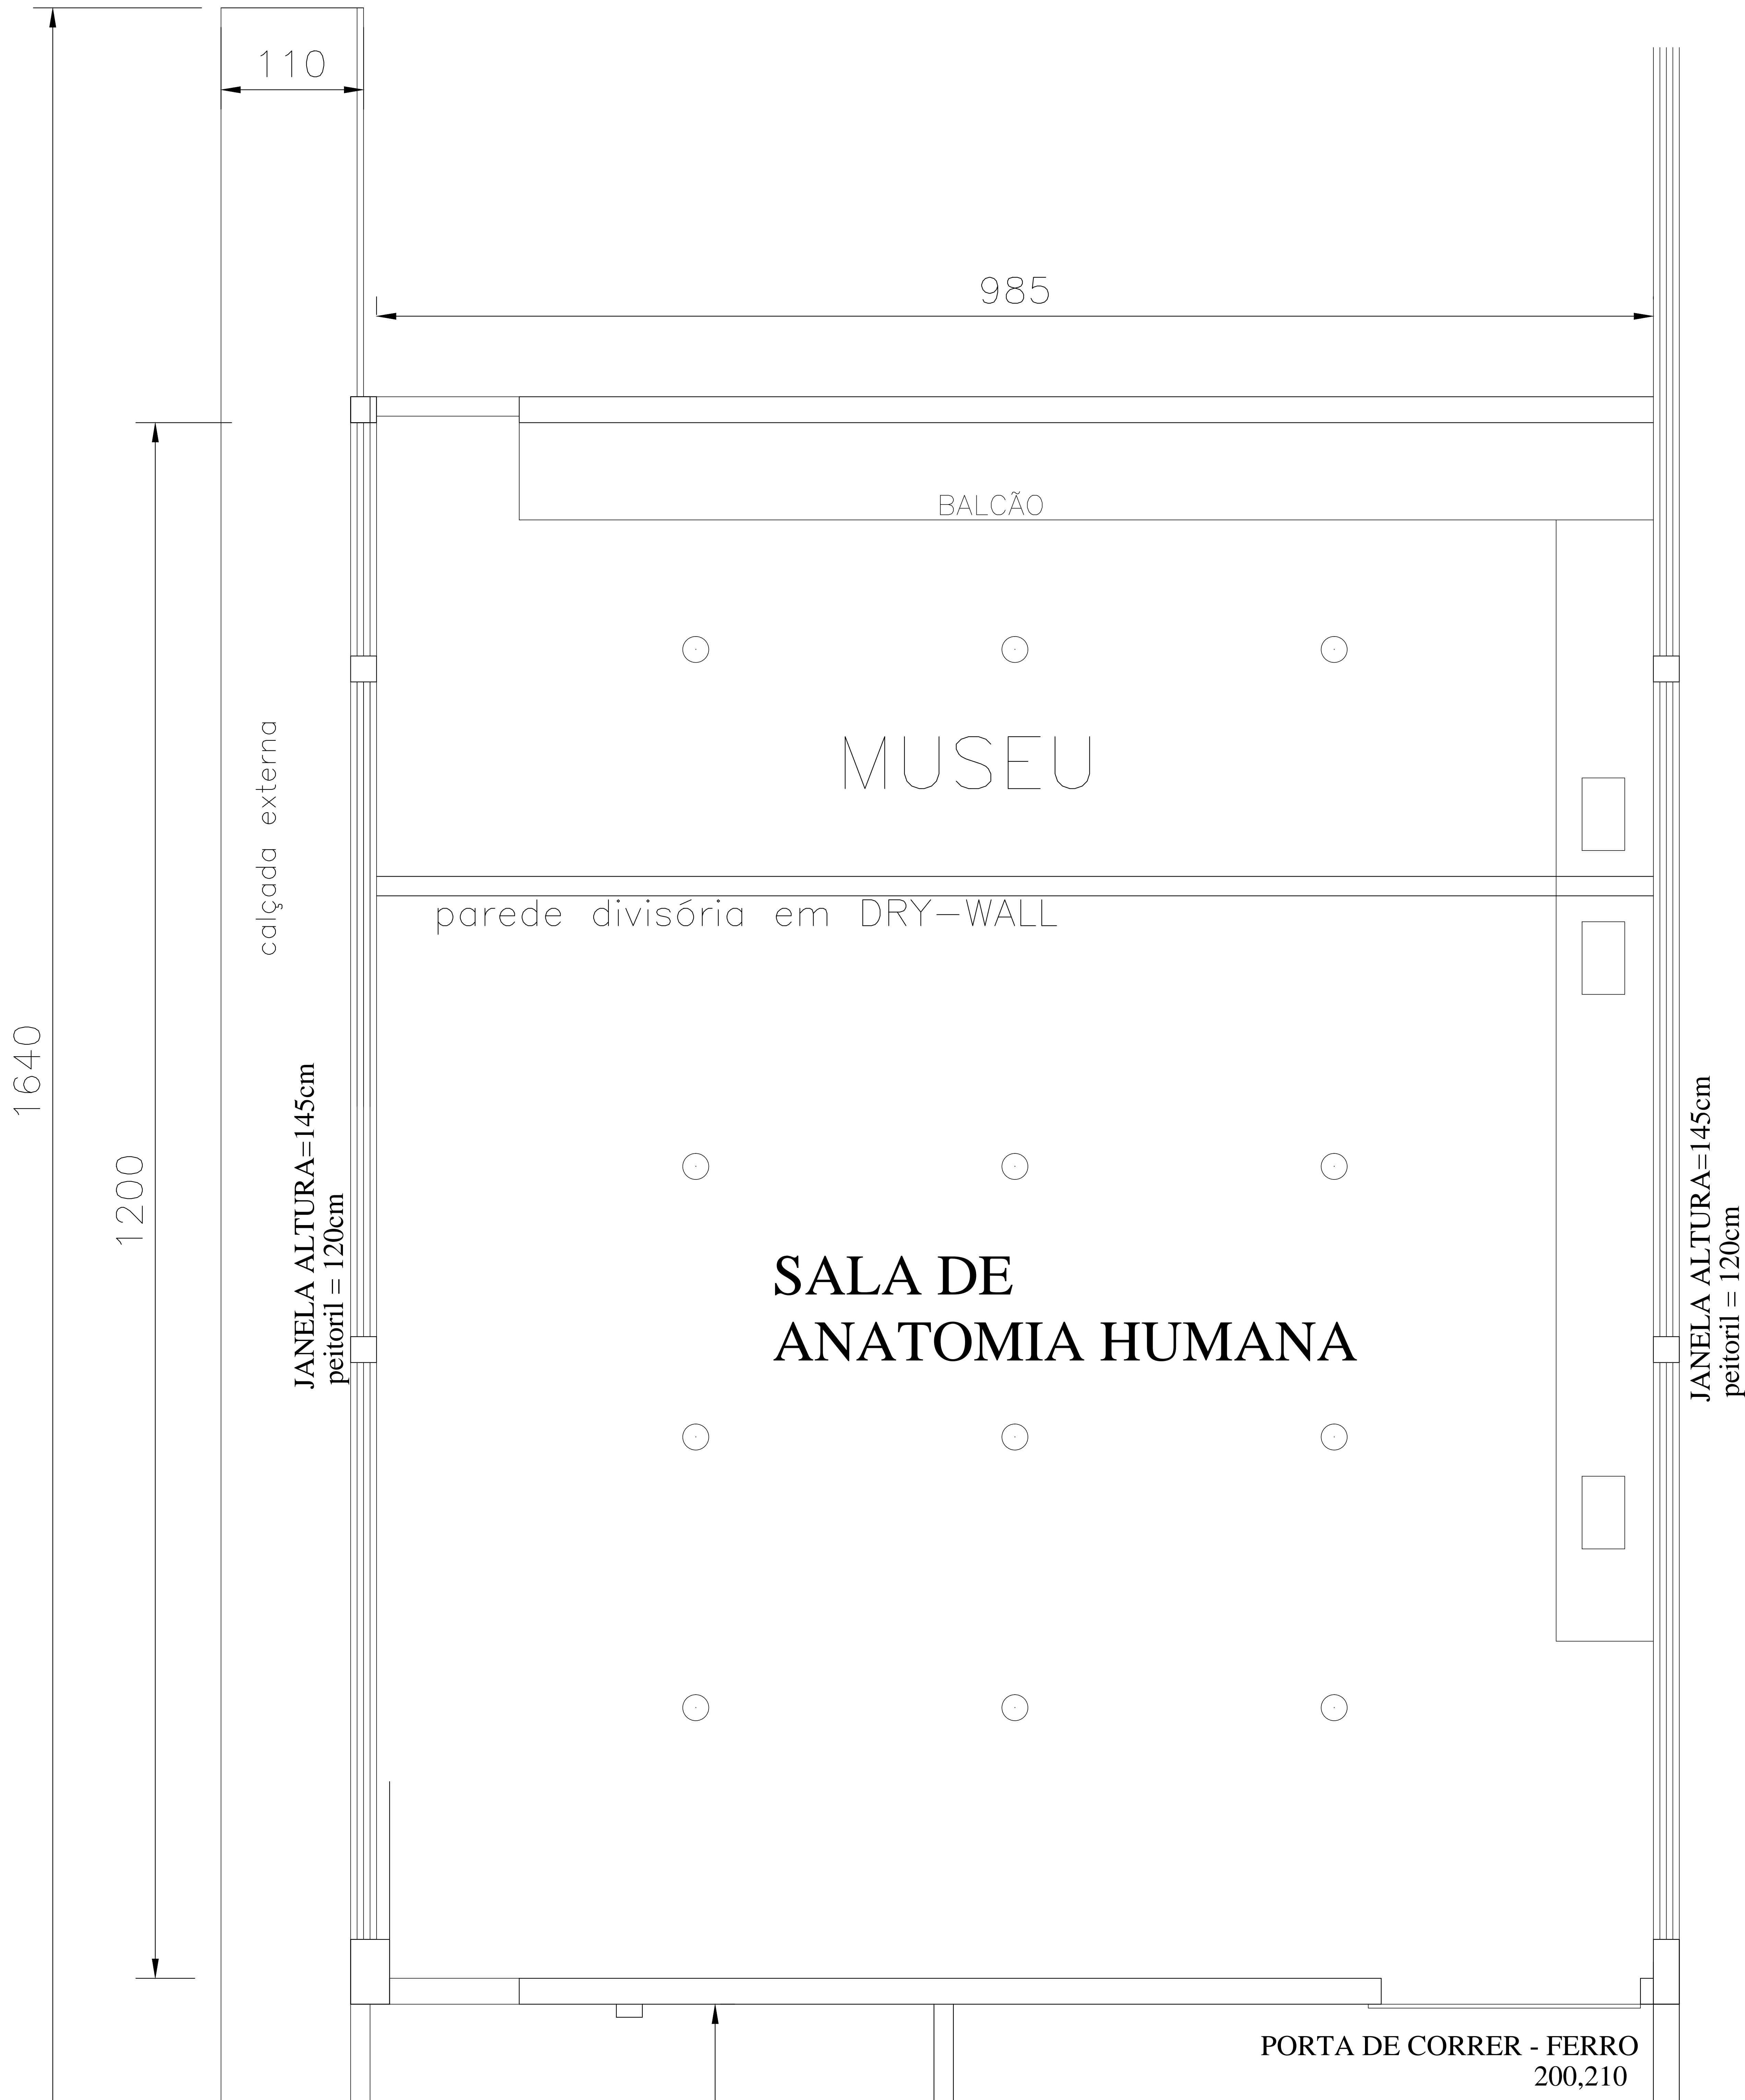 110
985
BALCÃO
MUSEU
calçada externa
parede divisória em DRY-WALL
1640
1200
JANELA ALTURA=145cm
peitoril = 120cm
SALA DE
ANATOMIA HUMANA
JANELA ALTURA=145cm
peitoril = 120cm
PORTA DE CORRER - FERRO
200,210